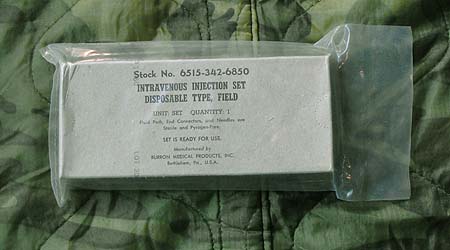 Stock No. 6515-342-6850
INTRAVENOUS INJECTION SET
DISPOSABLE TYPE, FIELD
UNIT: SET QUANTITY: 1
Fluid Path, End Connectors, and Needles are
Sterile and Pyrogen-Free.
SET IS READY FOR USE.
Manufactured by
BURRON MEDICAL PRODUCTS, INC.
Bethlehem, Pa., U.S.A.
LOT